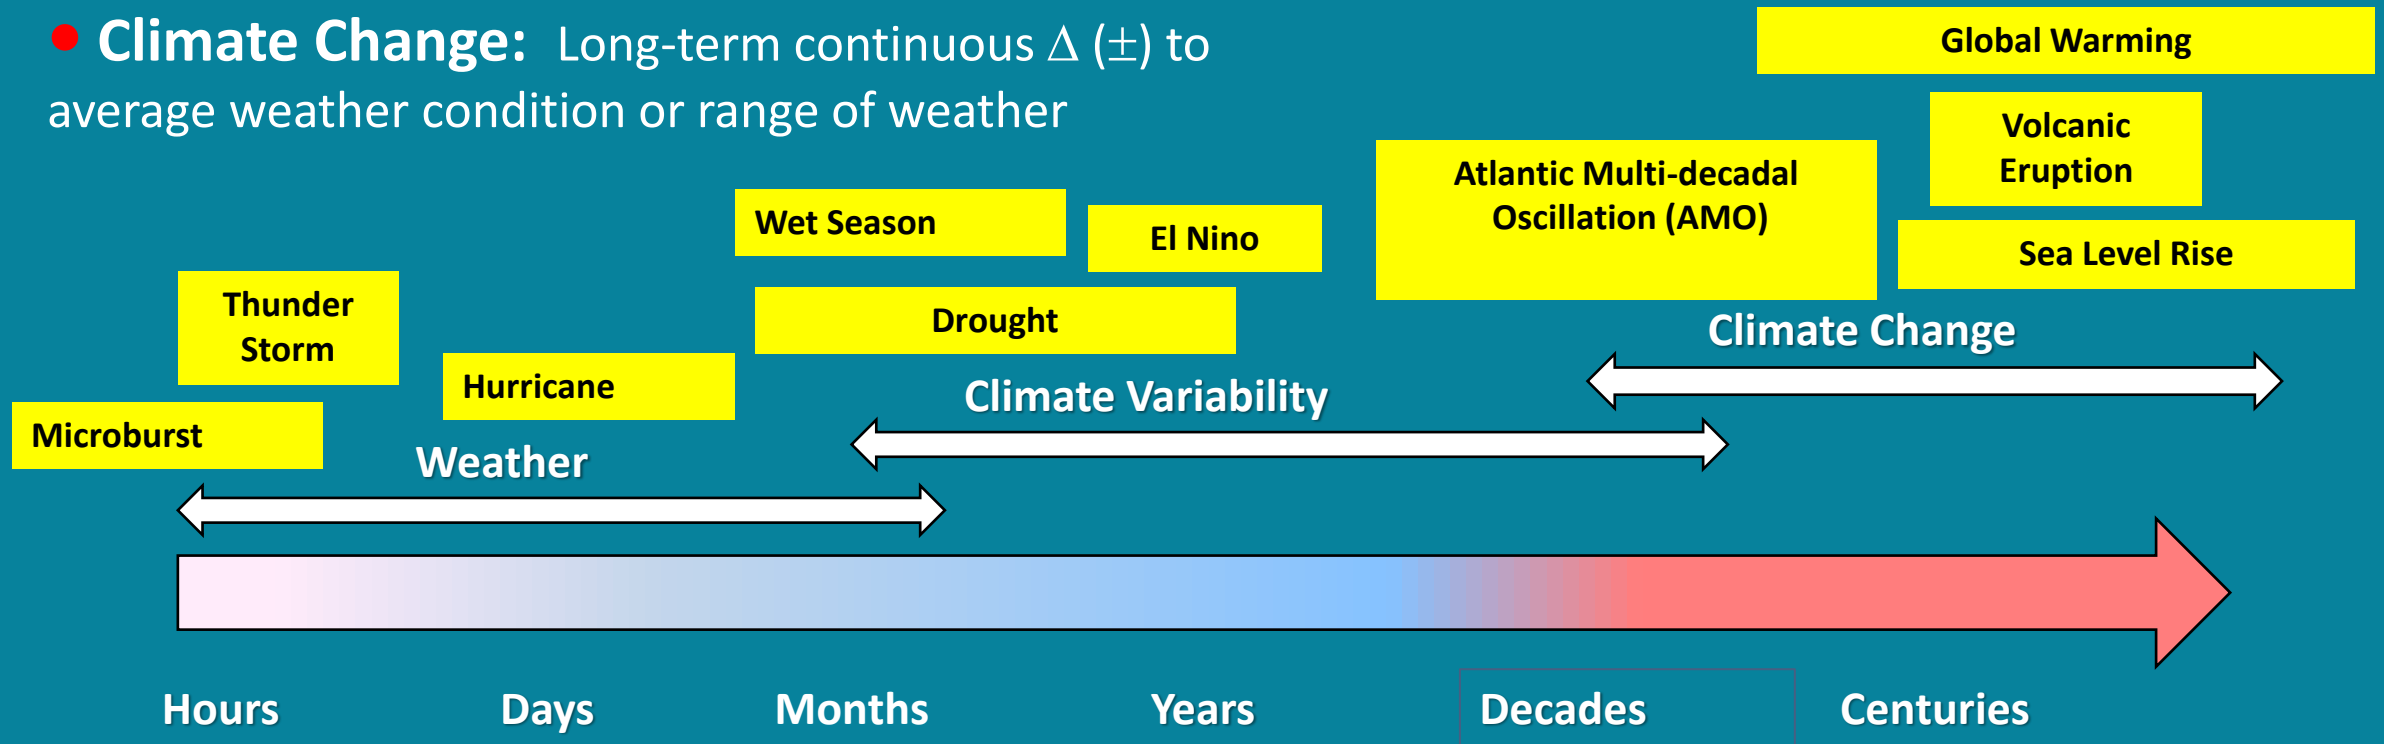 • Climate Change: Long-term continuous Δ (±) to
average weather condition or range of weather
Global Warming
Volcanic
Eruption
Atlantic Multi-decadal
Oscillation (AMO)
Wet Season
El Nino
Sea Level Rise
Thunder
Storm
Drought
Climate Change
Hurricane
Climate Variability
Microburst
Weather
Hours Days Months Years Decades Centuries